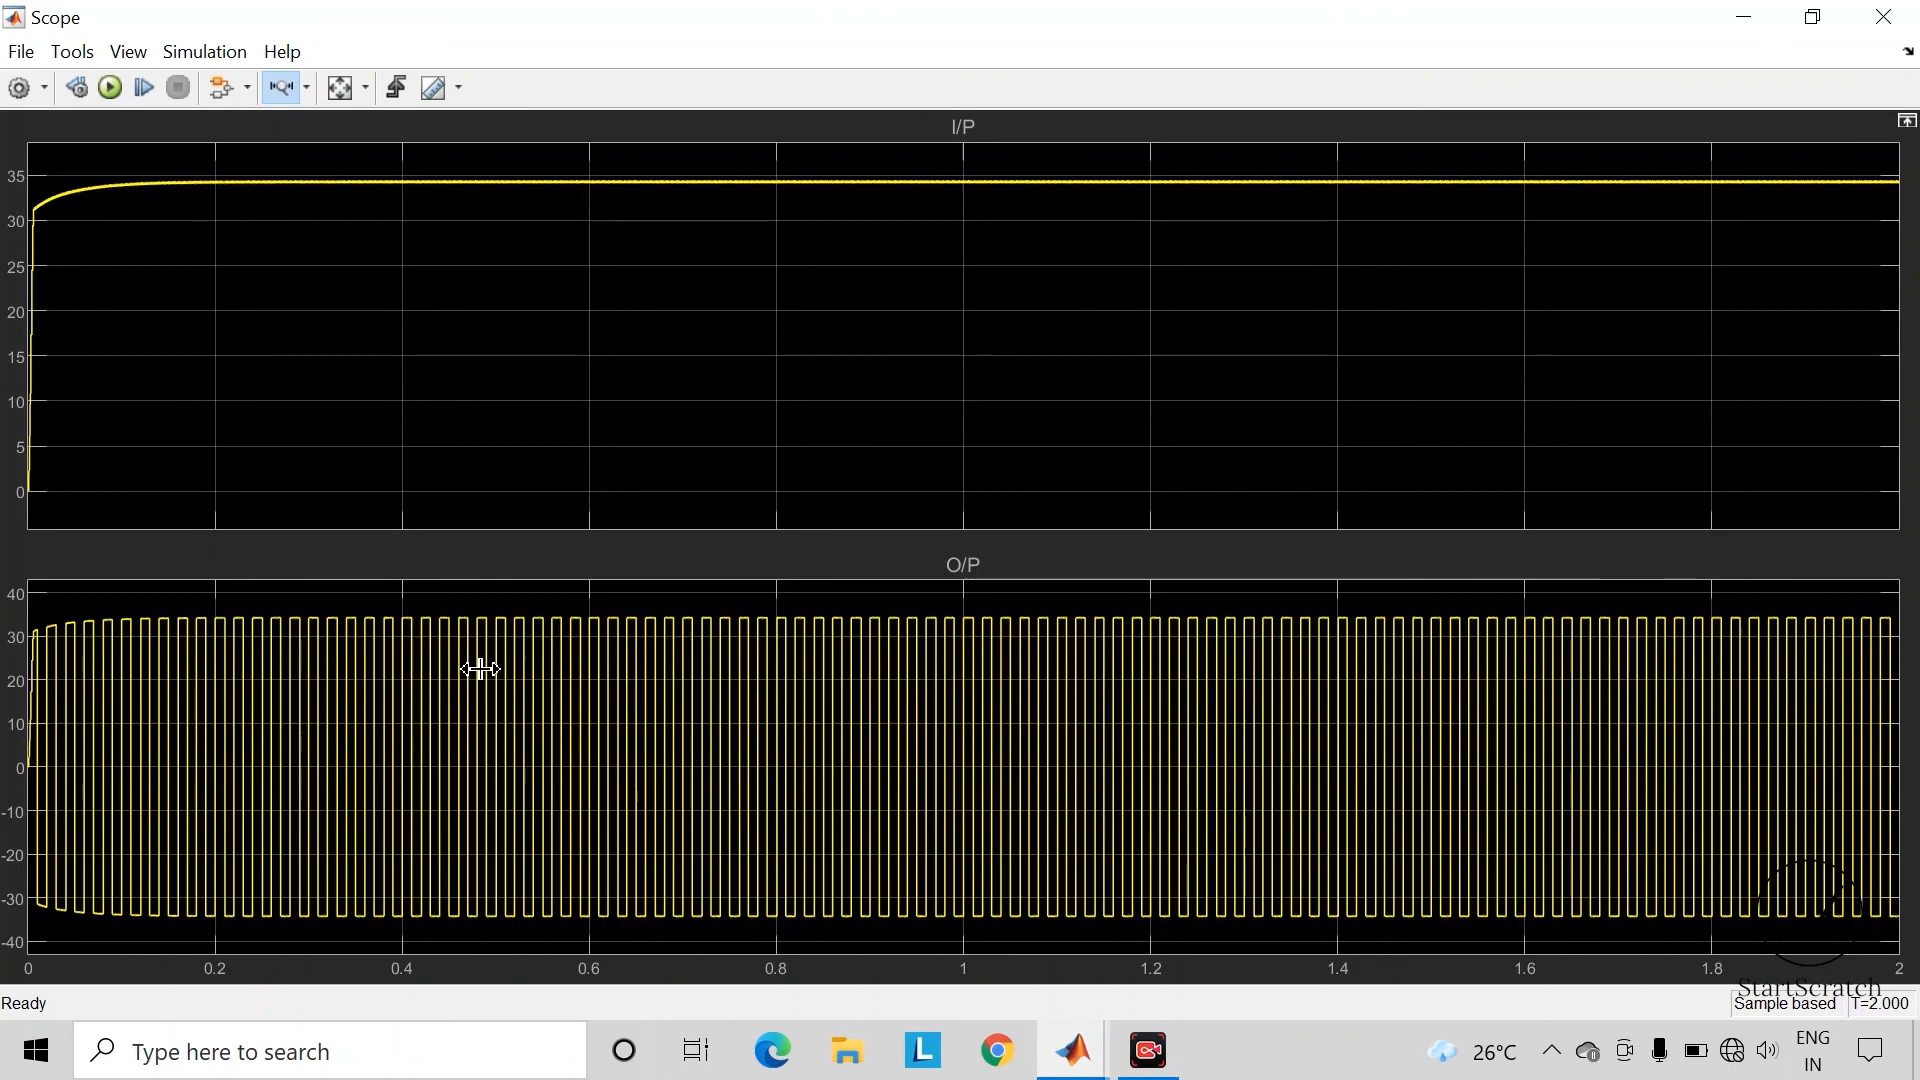 Scope
File Tools View Simulation Help
I/P
35
30
25
20
15
10
5
0
O/P
40
30
20
10
0
-10
-20
-30
-40
0 0.2 0.4 0.6 0.8 1 1.2 1.4 1.6 1.8 2
StartScratch
Ready Sample based T=2.000
Type here to search
L
26°C
ENG
IN